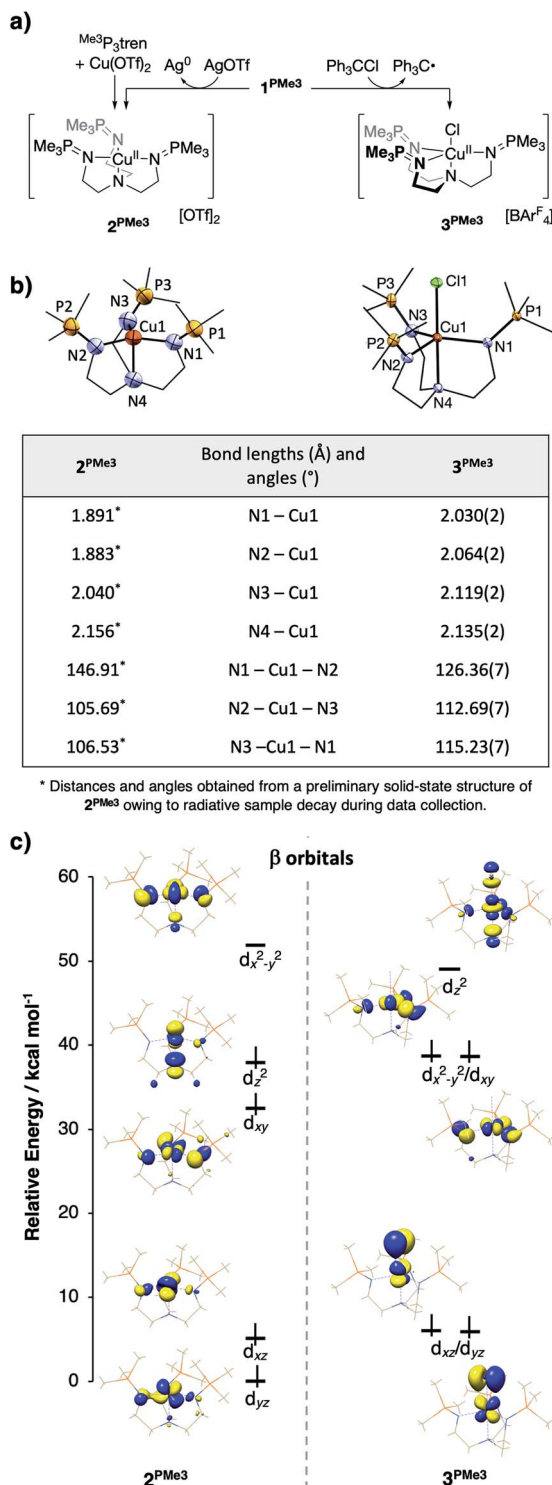 a)
Me3P3tren
+ Cu(OTf)2
Ag0
AgOTf
1PMe3
Ph3CCl
Ph3C•
Me3P
N
Me3P
N
CuII
N
PMe3
N
2PMe3
[OTf]2
Cl
Me3P
Me3P
N
N
CuII
N
PMe3
N
3PMe3
[BArF4]
b)
P2
N3
P3
Cu1
P1
N2
N1
N4
Cl1
P3
N3
Cu1
P1
P2
N2
N1
N4
2PMe3 Bond lengths (Å) and angles (°) 3PMe3
1.891* N1 – Cu1 2.030(2)
1.883* N2 – Cu1 2.064(2)
2.040* N3 – Cu1 2.119(2)
2.156* N4 – Cu1 2.135(2)
146.91* N1 – Cu1 – N2 126.36(7)
105.69* N2 – Cu1 – N3 112.69(7)
106.53* N3 –Cu1 – N1 115.23(7)
* Distances and angles obtained from a preliminary solid-state structure of
2PMe3 owing to radiative sample decay during data collection.
c)
β orbitals
Relative Energy / kcal mol-1
60
50
40
30
20
10
0
dx2-y2
dz2
dxy
dxz
dyz
dz2
dx2-y2/dxy
dxz/dyz
2PMe3
3PMe3